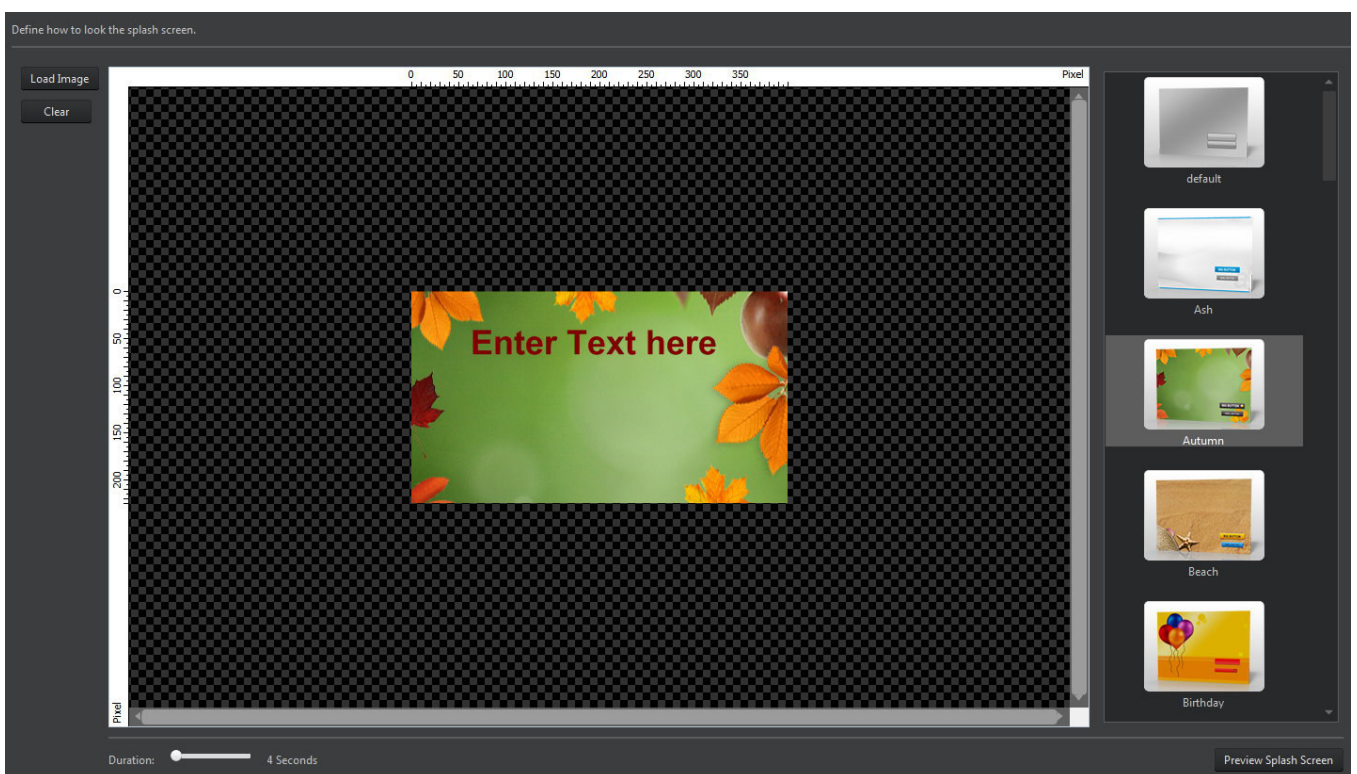 Define how to look the splash screen.
Load Image
Clear
0 50 100 150 200 250 300 350 Pixel
0
50
100
150
200
Pixel
Enter Text here
default
Ash
Autumn
Beach
Birthday
Duration: 4 Seconds
Preview Splash Screen